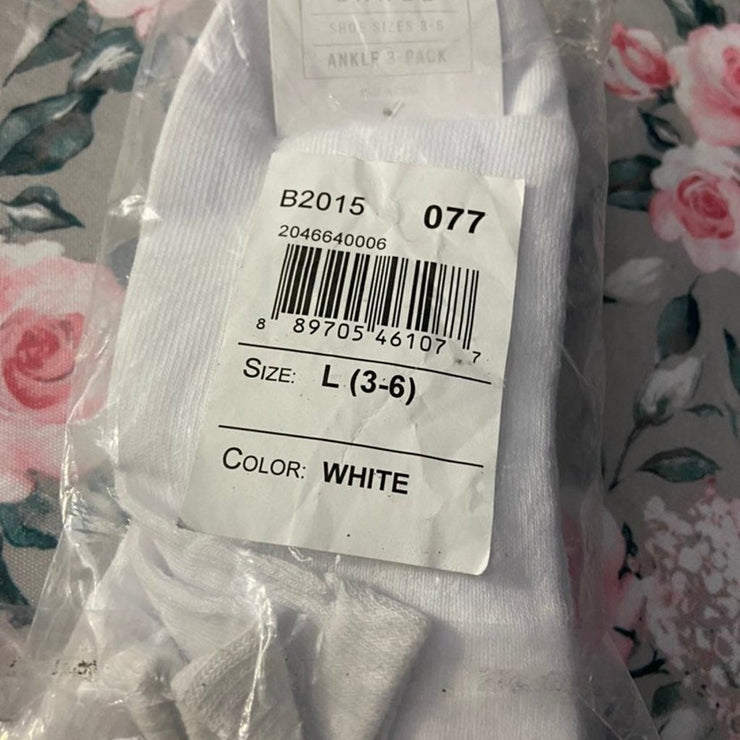 SHOE SIZES 3-6
ANKLE 3 PACK
B2015
077
2046640006
8 89705 46107 7
SIZE: L (3-6)
COLOR: WHITE